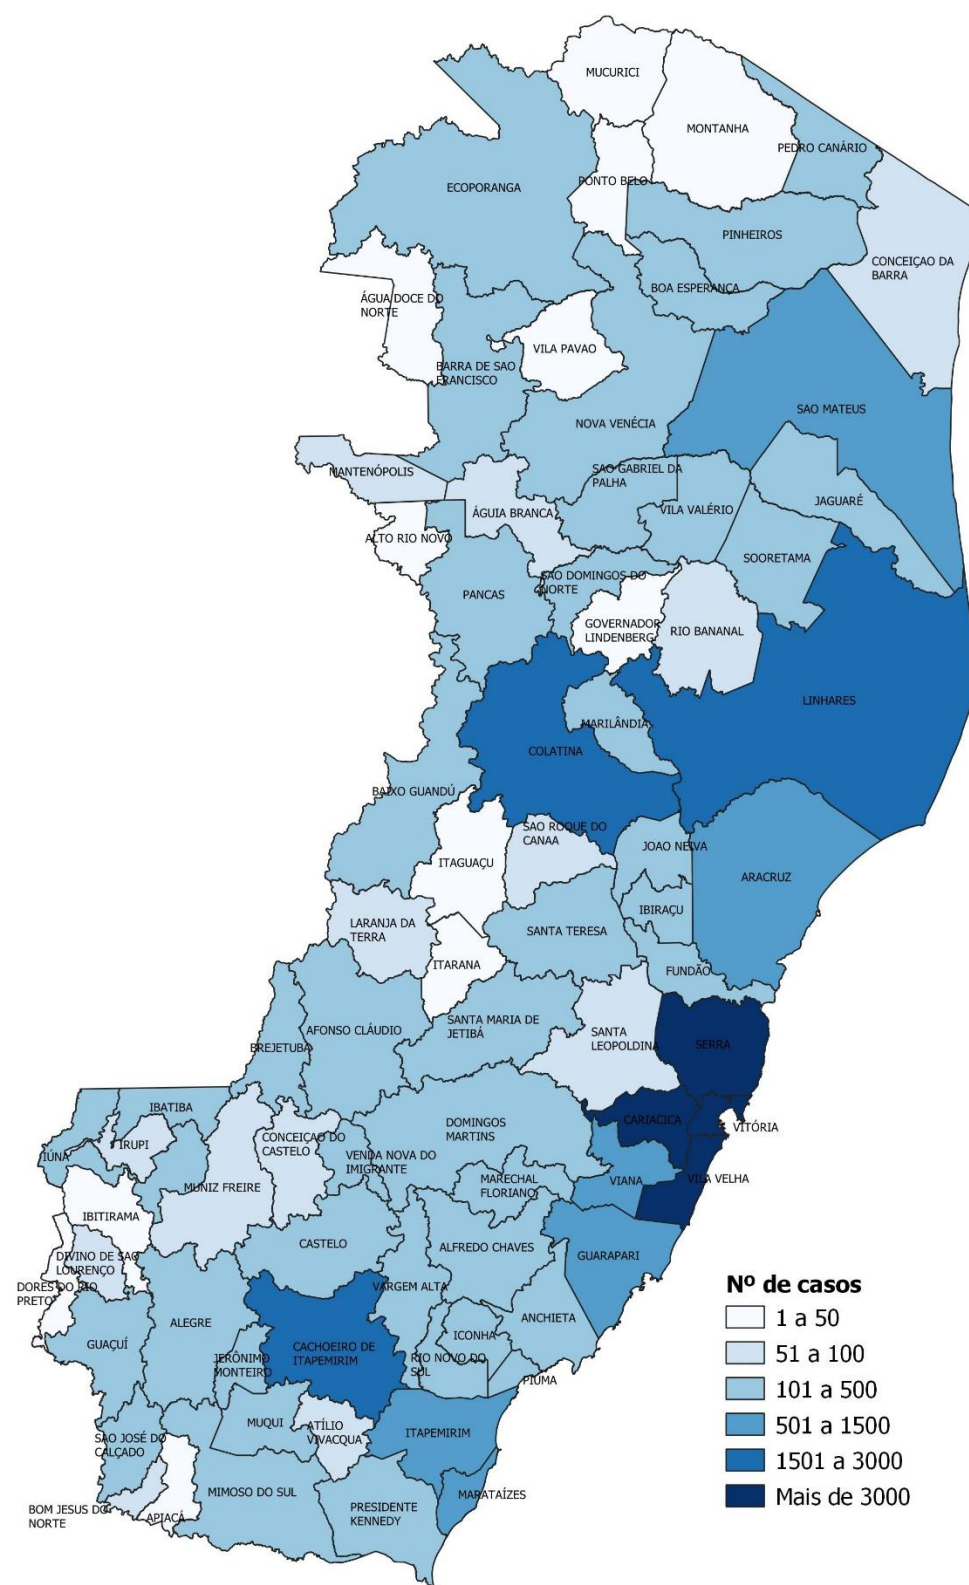 MUCURICI
MONTANHA
PEDRO CANÁRIO
PONTO BELO
ECOPORANGA
PINHEIROS
CONCEIÇAO DA
BARRA
BOA ESPERANÇA
ÁGUA DOCE DO
NORTE
VILA PAVAO
BARRA DE SAO
FRANCISCO
SAO MATEUS
NOVA VENÉCIA
MANTENÓPOLIS
SAO GABRIEL DA
PALHA
JAGUARÉ
ÁGUIA BRANCA
VILA VALÉRIO
ALTO RIO NOVO
SOORETAMA
PANCAS
SAO DOMINGOS DO
NORTE
GOVERNADOR
LINDENBERG
RIO BANANAL
LINHARES
MARILÂNDIA
COLATINA
BAIXO GUANDÚ
SAO ROQUE DO
CANAA
JOAO NEIVA
ITAGUAÇU
ARACRUZ
IBIRAÇU
LARANJA DA
TERRA
SANTA TERESA
ITARANA
FUNDÃO
SANTA MARIA DE
JETIBÁ
AFONSO CLÁUDIO
SANTA
LEOPOLDINA
SERRA
BREJETUBA
IBATIBA
CARIACICA
VITÓRIA
DOMINGOS
MARTINS
IRUPI
CONCEIÇAO DO
CASTELO
IÚNA
VENDA NOVA DO
IMIGRANTE
MUNIZ FREIRE
MARECHAL
FLORIANO
VIANA
VILA VELHA
IBITIRAMA
CASTELO
ALFREDO CHAVES
GUARAPARI
DIVINO DE SAO
LOURENÇO
DORES DO RIO
PRETO
VARGEM ALTA
ANCHIETA
ALEGRE
GUAÇUÍ
CACHOEIRO DE
ITAPEMIRIM
ICONHA
JERÔNIMO
MONTEIRO
RIO NOVO DO
SUL
PIUMA
MUQUI
ATÍLIO
VIVACQUA
ITAPEMIRIM
SAO JOSÉ DO
CALÇADO
MIMOSO DO SUL
MARATAÍZES
PRESIDENTE
KENNEDY
BOM JESUS DO
NORTE
APIACÁ
Nº de casos
1 a 50
51 a 100
101 a 500
501 a 1500
1501 a 3000
Mais de 3000